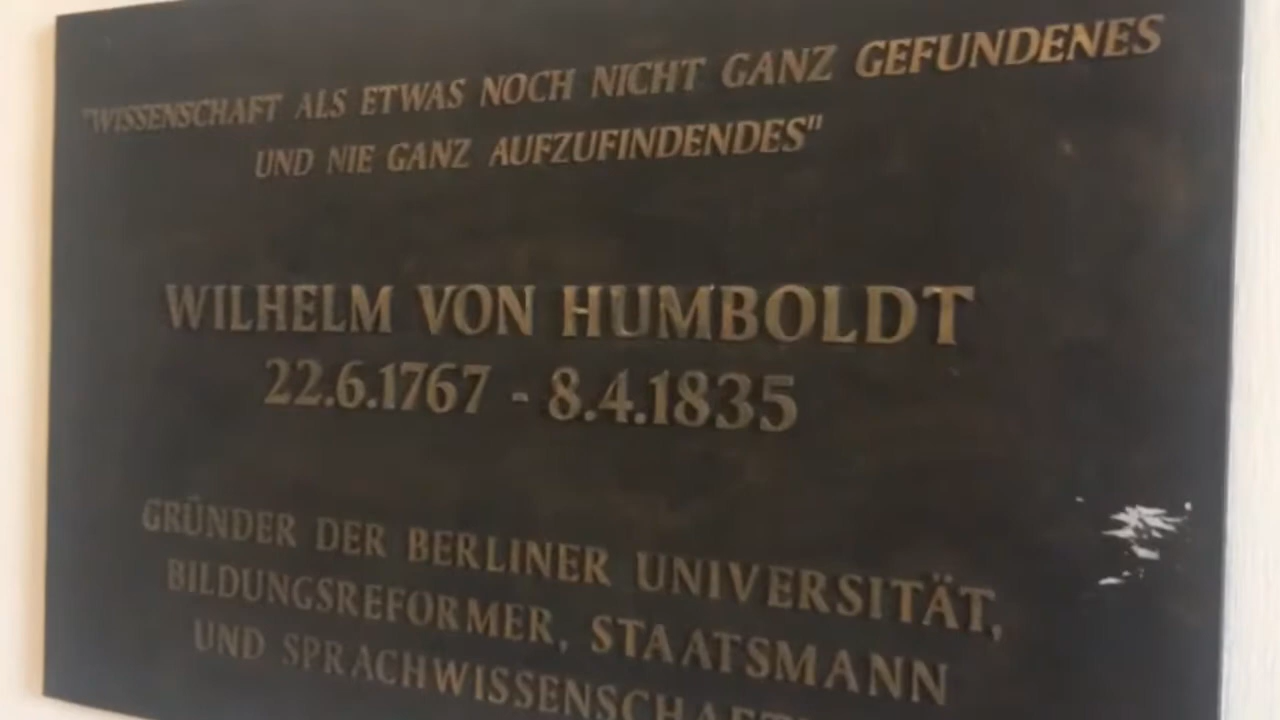 "WISSENSCHAFT ALS ETWAS NOCH NICHT GANZ GEFUNDENES
UND NIE GANZ AUFZUFINDENDES"
WILHELM VON HUMBOLDT
22.6.1767 - 8.4.1835
GRÜNDER DER BERLINER UNIVERSITÄT,
BILDUNGSREFORMER, STAATSMANN
UND